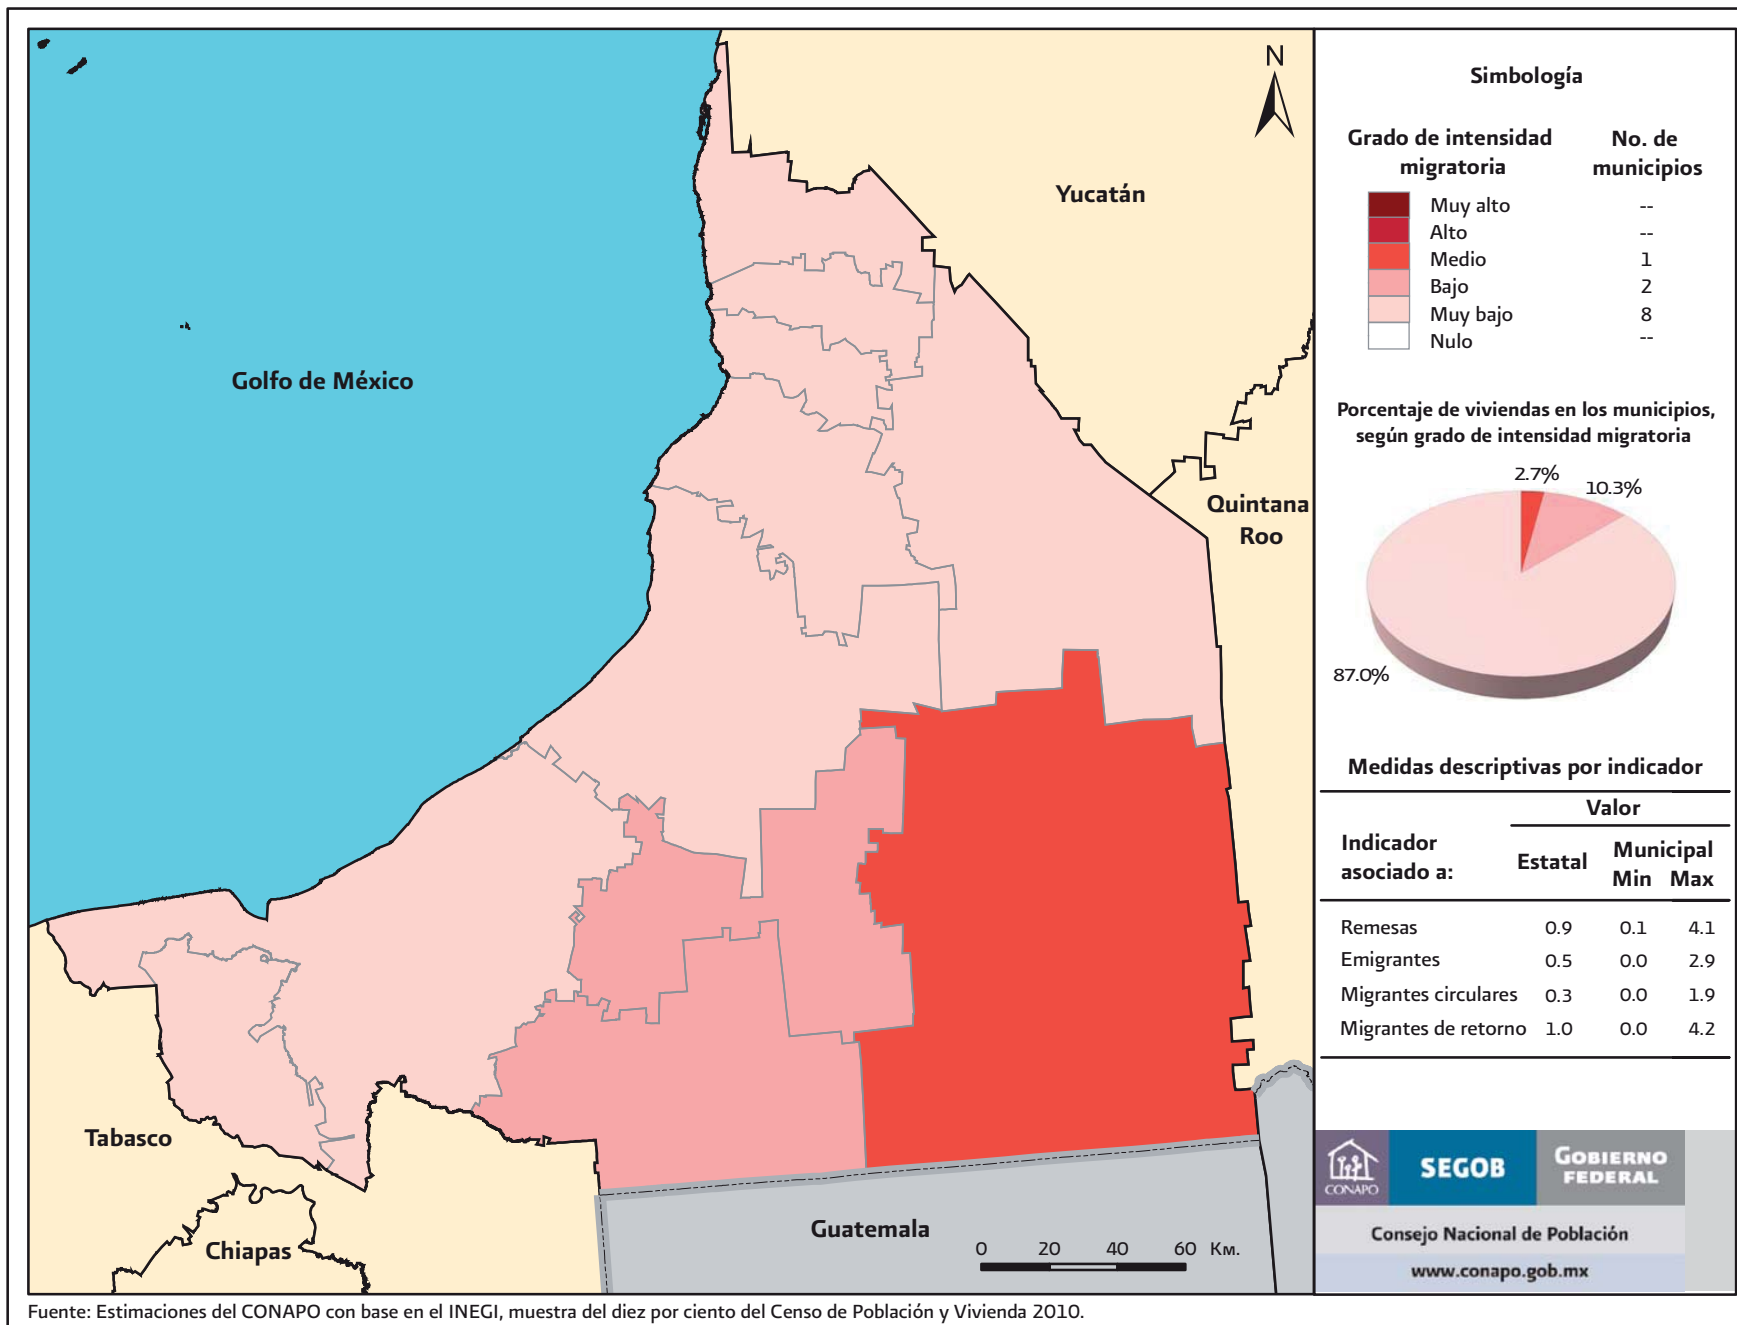 N
Yucatán
Golfo de México
Quintana
Roo
Tabasco
Chiapas
Guatemala
0 20 40 60 Km.
Simbología
Grado de intensidad
migratoria
No. de
municipios
Muy alto --
Alto --
Medio 1
Bajo 2
Muy bajo 8
Nulo --
Porcentaje de viviendas en los municipios,
según grado de intensidad migratoria
2.7%
10.3%
87.0%
Medidas descriptivas por indicador
Valor
Indicador
asociado a:
Estatal
Municipal
Min Max
Remesas 0.9 0.1 4.1
Emigrantes 0.5 0.0 2.9
Migrantes circulares 0.3 0.0 1.9
Migrantes de retorno 1.0 0.0 4.2
CONAPO
SEGOB
GOBIERNO
FEDERAL
Consejo Nacional de Población
www.conapo.gob.mx
Fuente: Estimaciones del CONAPO con base en el INEGI, muestra del diez por ciento del Censo de Población y Vivienda 2010.